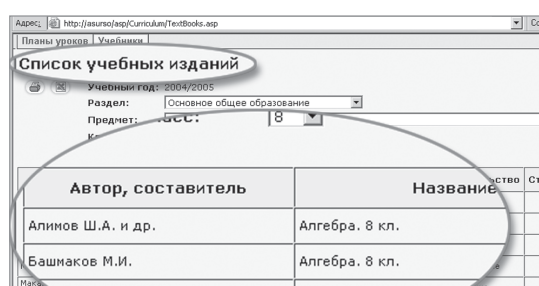 Адрес: http://asurso/asp/Curriculum/TextBooks.asp
Планы уроков Учебники
Список учебных изданий
Учебный год: 2004/2005
Раздел: Основное общее образование
Предмет:
8
Автор, составитель Название
Алимов Ш.А. и др. Алгебра. 8 кл.
Башмаков М.И. Алгебра. 8 кл.